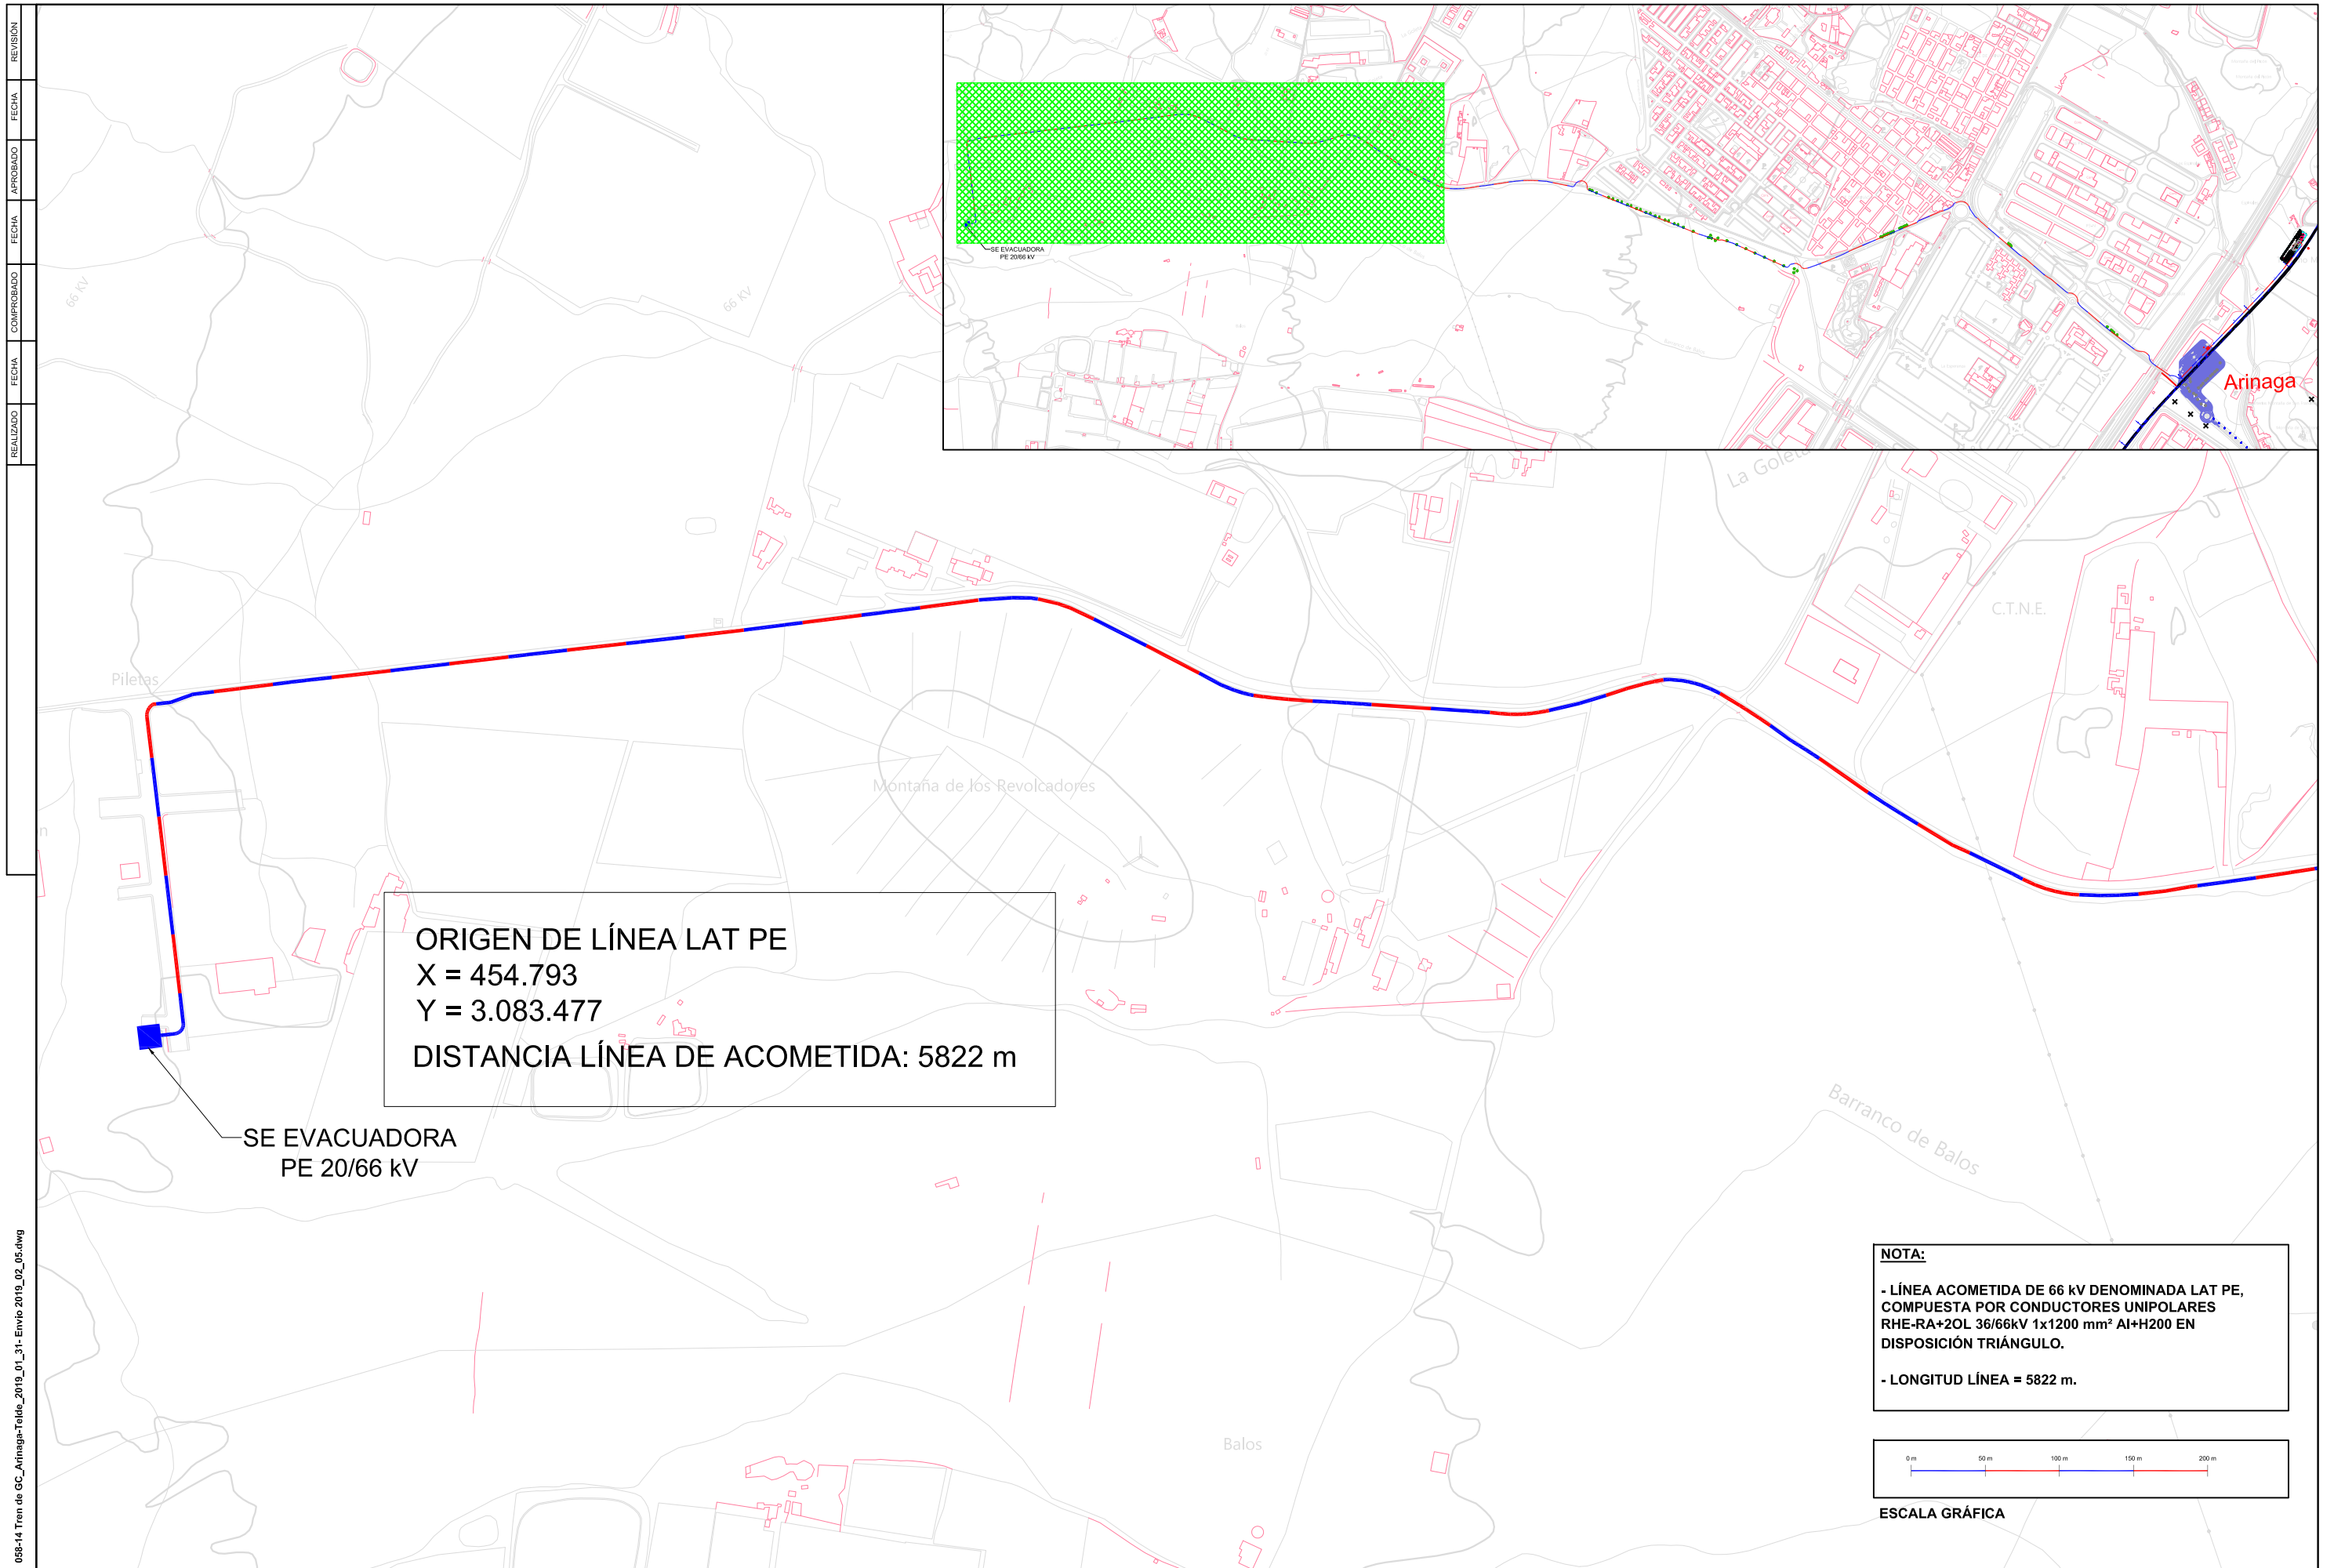 REVISIÓN
FECHA
APROBADO
FECHA
COMPROBADO
FECHA
REALIZADO
058-14 Tren de GC_Arinaga-Telde_2019_01_31- Envio 2019_02_05.dwg
SE EVACUADORA
PE 20/66 kV
Arinaga
66 KV
66 KV
La Goleta
C.T.N.E.
Piletas
Montaña de los Revolcadores
ORIGEN DE LÍNEA LAT PE
X = 454.793
Y = 3.083.477
DISTANCIA LÍNEA DE ACOMETIDA: 5822 m
SE EVACUADORA
PE 20/66 kV
Barranco de Balos
Balos
NOTA:
- LÍNEA ACOMETIDA DE 66 kV DENOMINADA LAT PE,
COMPUESTA POR CONDUCTORES UNIPOLARES
RHE-RA+2OL 36/66kV 1x1200 mm² Al+H200 EN
DISPOSICIÓN TRIÁNGULO.
- LONGITUD LÍNEA = 5822 m.
0 m 50 m 100 m 150 m 200 m
ESCALA GRÁFICA